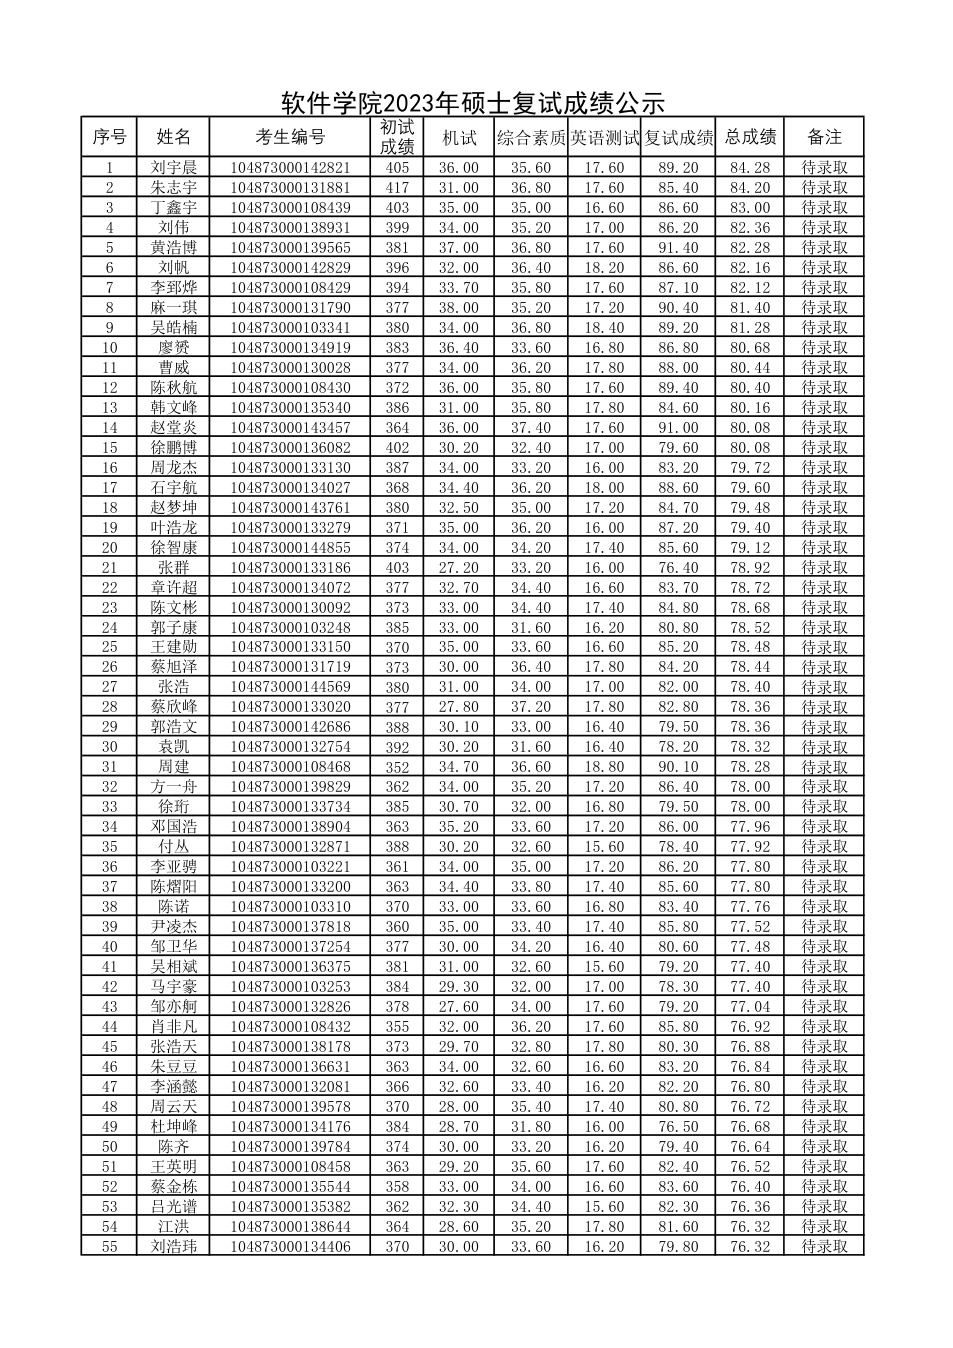 软件学院2023年硕士复试成绩公示
序号 姓名 考生编号 初试成绩 机试 综合素质 英语测试 复试成绩 总成绩 备注
1 刘宇晨 104873000142821 405 36.00 35.60 17.60 89.20 84.28 待录取
2 朱志宇 104873000131881 417 31.00 36.80 17.60 85.40 84.20 待录取
3 丁鑫宇 104873000108439 403 35.00 35.00 16.60 86.60 83.00 待录取
4 刘伟 104873000138931 399 34.00 35.20 17.00 86.20 82.36 待录取
5 黄浩博 104873000139565 381 37.00 36.80 17.60 91.40 82.28 待录取
6 刘帆 104873000142829 396 32.00 36.40 18.20 86.60 82.16 待录取
7 李郅烨 104873000108429 394 33.70 35.80 17.60 87.10 82.12 待录取
8 麻一琪 104873000131790 377 38.00 35.20 17.20 90.40 81.40 待录取
9 吴皓楠 104873000103341 380 34.00 36.80 18.40 89.20 81.28 待录取
10 廖赟 104873000134919 383 36.40 33.60 16.80 86.80 80.68 待录取
11 曹威 104873000130028 377 34.00 36.20 17.80 88.00 80.44 待录取
12 陈秋航 104873000108430 372 36.00 35.80 17.60 89.40 80.40 待录取
13 韩文峰 104873000135340 386 31.00 35.80 17.80 84.60 80.16 待录取
14 赵堂炎 104873000143457 364 36.00 37.40 17.60 91.00 80.08 待录取
15 徐鹏博 104873000136082 402 30.20 32.40 17.00 79.60 80.08 待录取
16 周龙杰 104873000133130 387 34.00 33.20 16.00 83.20 79.72 待录取
17 石宇航 104873000134027 368 34.40 36.20 18.00 88.60 79.60 待录取
18 赵梦坤 104873000143761 380 32.50 35.00 17.20 84.70 79.48 待录取
19 叶浩龙 104873000133279 371 35.00 36.20 16.00 87.20 79.40 待录取
20 徐智康 104873000144855 374 34.00 34.20 17.40 85.60 79.12 待录取
21 张群 104873000133186 403 27.20 33.20 16.00 76.40 78.92 待录取
22 章许超 104873000134072 377 32.70 34.40 16.60 83.70 78.72 待录取
23 陈文彬 104873000130092 373 33.00 34.40 17.40 84.80 78.68 待录取
24 郭子康 104873000103248 385 33.00 31.60 16.20 80.80 78.52 待录取
25 王建勋 104873000133150 370 35.00 33.60 16.60 85.20 78.48 待录取
26 蔡旭泽 104873000131719 373 30.00 36.40 17.80 84.20 78.44 待录取
27 张浩 104873000144569 380 31.00 34.00 17.00 82.00 78.40 待录取
28 蔡欣峰 104873000133020 377 27.80 37.20 17.80 82.80 78.36 待录取
29 郭浩文 104873000142686 388 30.10 33.00 16.40 79.50 78.36 待录取
30 袁凯 104873000132754 392 30.20 31.60 16.40 78.20 78.32 待录取
31 周建 104873000108468 352 34.70 36.60 18.80 90.10 78.28 待录取
32 方一舟 104873000139829 362 34.00 35.20 17.20 86.40 78.00 待录取
33 徐珩 104873000133734 385 30.70 32.00 16.80 79.50 78.00 待录取
34 邓国浩 104873000138904 363 35.20 33.60 17.20 86.00 77.96 待录取
35 付丛 104873000132871 388 30.20 32.60 15.60 78.40 77.92 待录取
36 李亚骋 104873000103221 361 34.00 35.00 17.20 86.20 77.80 待录取
37 陈熠阳 104873000133200 363 34.40 33.80 17.40 85.60 77.80 待录取
38 陈诺 104873000103310 370 33.00 33.60 16.80 83.40 77.76 待录取
39 尹凌杰 104873000137818 360 35.00 33.40 17.40 85.80 77.52 待录取
40 邹卫华 104873000137254 377 30.00 34.20 16.40 80.60 77.48 待录取
41 吴相斌 104873000136375 381 31.00 32.60 15.60 79.20 77.40 待录取
42 马宇豪 104873000103253 384 29.30 32.00 17.00 78.30 77.40 待录取
43 邹亦舸 104873000132826 378 27.60 34.00 17.60 79.20 77.04 待录取
44 肖非凡 104873000108432 355 32.00 36.20 17.60 85.80 76.92 待录取
45 张浩天 104873000138178 373 29.70 32.80 17.80 80.30 76.88 待录取
46 朱豆豆 104873000136631 363 34.00 32.60 16.60 83.20 76.84 待录取
47 李涵懿 104873000132081 366 32.60 33.40 16.20 82.20 76.80 待录取
48 周云天 104873000139578 370 28.00 35.40 17.40 80.80 76.72 待录取
49 杜坤峰 104873000134176 384 28.70 31.80 16.00 76.50 76.68 待录取
50 陈齐 104873000139784 374 30.00 33.20 16.20 79.40 76.64 待录取
51 王英明 104873000108458 363 29.20 35.60 17.60 82.40 76.52 待录取
52 蔡金栋 104873000135544 358 33.00 34.00 16.60 83.60 76.40 待录取
53 吕光谱 104873000135382 362 32.30 34.40 15.60 82.30 76.36 待录取
54 江洪 104873000138644 364 28.60 35.20 17.80 81.60 76.32 待录取
55 刘浩玮 104873000134406 370 30.00 33.60 16.20 79.80 76.32 待录取